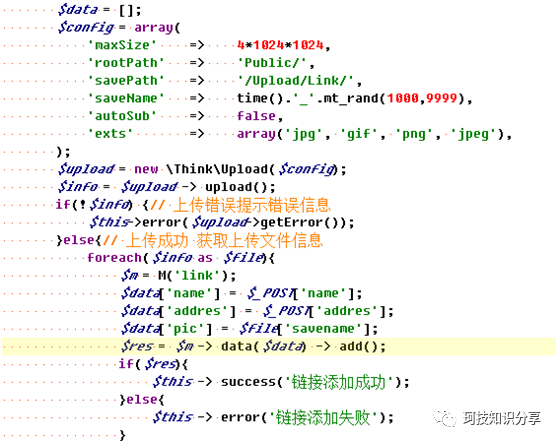 $data = [];
$config = array(
'maxSize' => 4*1024*1024,
'rootPath' => 'Public/',
'savePath' => '/Upload/Link/',
'saveName' => time().'_'.mt_rand(1000,9999),
'autoSub' => false,
'exts' => array('jpg', 'gif', 'png', 'jpeg'),
);
$upload = new \Think\Upload($config);
$info = $upload -> upload();
if(!$info) {// 上传错误提示错误信息
$this->error($upload->getError());
}else{// 上传成功 获取上传文件信息
foreach($info as $file){
$m = M('link');
$data['name'] = $_POST['name'];
$data['addres'] = $_POST['addres'];
$data['pic'] = $file['savename'];
$res = $m -> data($data) -> add();
if($res){
$this -> success('链接添加成功');
}else{
$this -> error('链接添加失败');
}
珂技知识分享